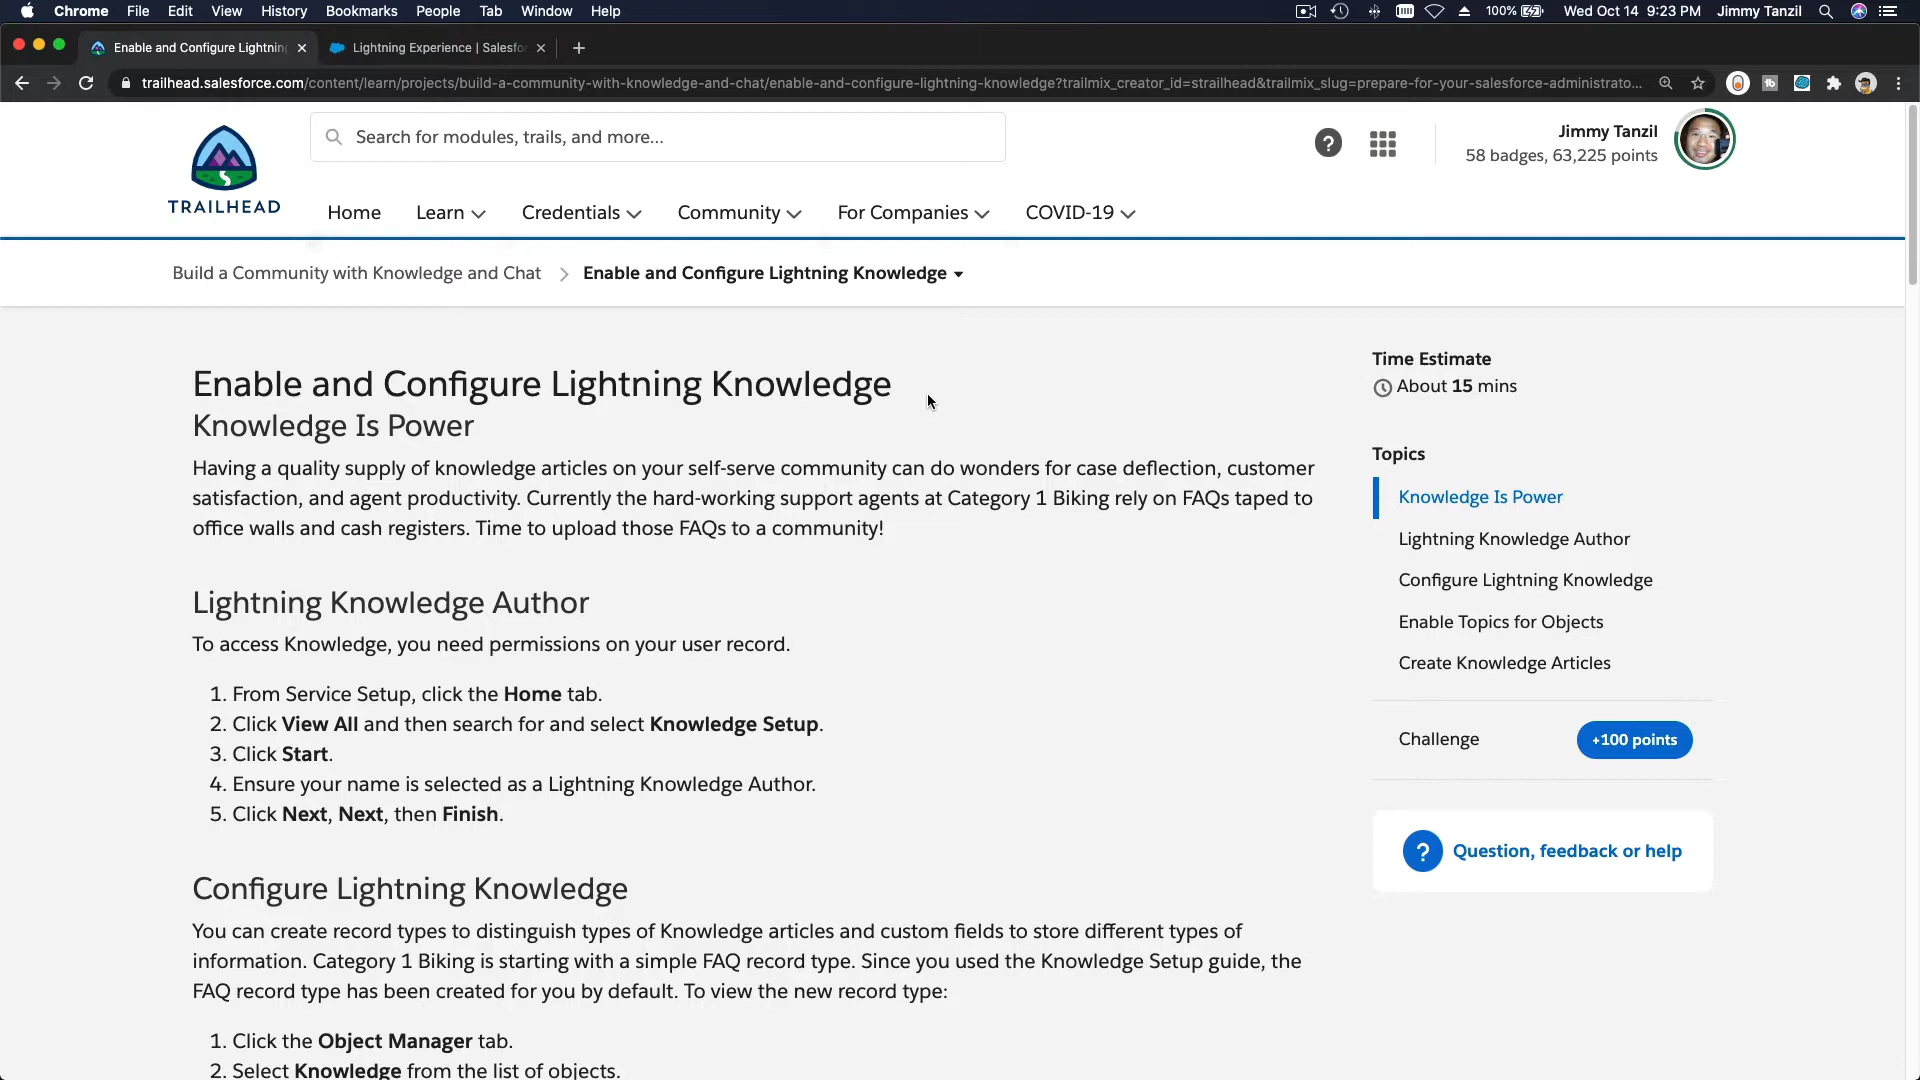 Chrome File Edit View History Bookmarks People Tab Window Help 100% Wed Oct 14 9:23 PM Jimmy Tanzil
Enable and Configure Lightnin Lightning Experience | Salesfo
trailhead.salesforce.com/content/learn/projects/build-a-community-with-knowledge-and-chat/enable-and-configure-lightning-knowledge?trailmix_creator_id=strailhead&trailmix_slug=prepare-for-your-salesforce-administrato...
TRAILHEAD
Search for modules, trails, and more...
Jimmy Tanzil
58 badges, 63,225 points
Home Learn Credentials Community For Companies COVID-19
Build a Community with Knowledge and Chat Enable and Configure Lightning Knowledge
Enable and Configure Lightning Knowledge
Knowledge Is Power
Having a quality supply of knowledge articles on your self-serve community can do wonders for case deflection, customer
satisfaction, and agent productivity. Currently the hard-working support agents at Category 1 Biking rely on FAQs taped to
office walls and cash registers. Time to upload those FAQs to a community!
Lightning Knowledge Author
To access Knowledge, you need permissions on your user record.
1. From Service Setup, click the Home tab.
2. Click View All and then search for and select Knowledge Setup.
3. Click Start.
4. Ensure your name is selected as a Lightning Knowledge Author.
5. Click Next, Next, then Finish.
Configure Lightning Knowledge
You can create record types to distinguish types of Knowledge articles and custom fields to store different types of
information. Category 1 Biking is starting with a simple FAQ record type. Since you used the Knowledge Setup guide, the
FAQ record type has been created for you by default. To view the new record type:
1. Click the Object Manager tab.
2. Select Knowledge from the list of objects.
Time Estimate
About 15 mins
Topics
Knowledge Is Power
Lightning Knowledge Author
Configure Lightning Knowledge
Enable Topics for Objects
Create Knowledge Articles
Challenge +100 points
? Question, feedback or help